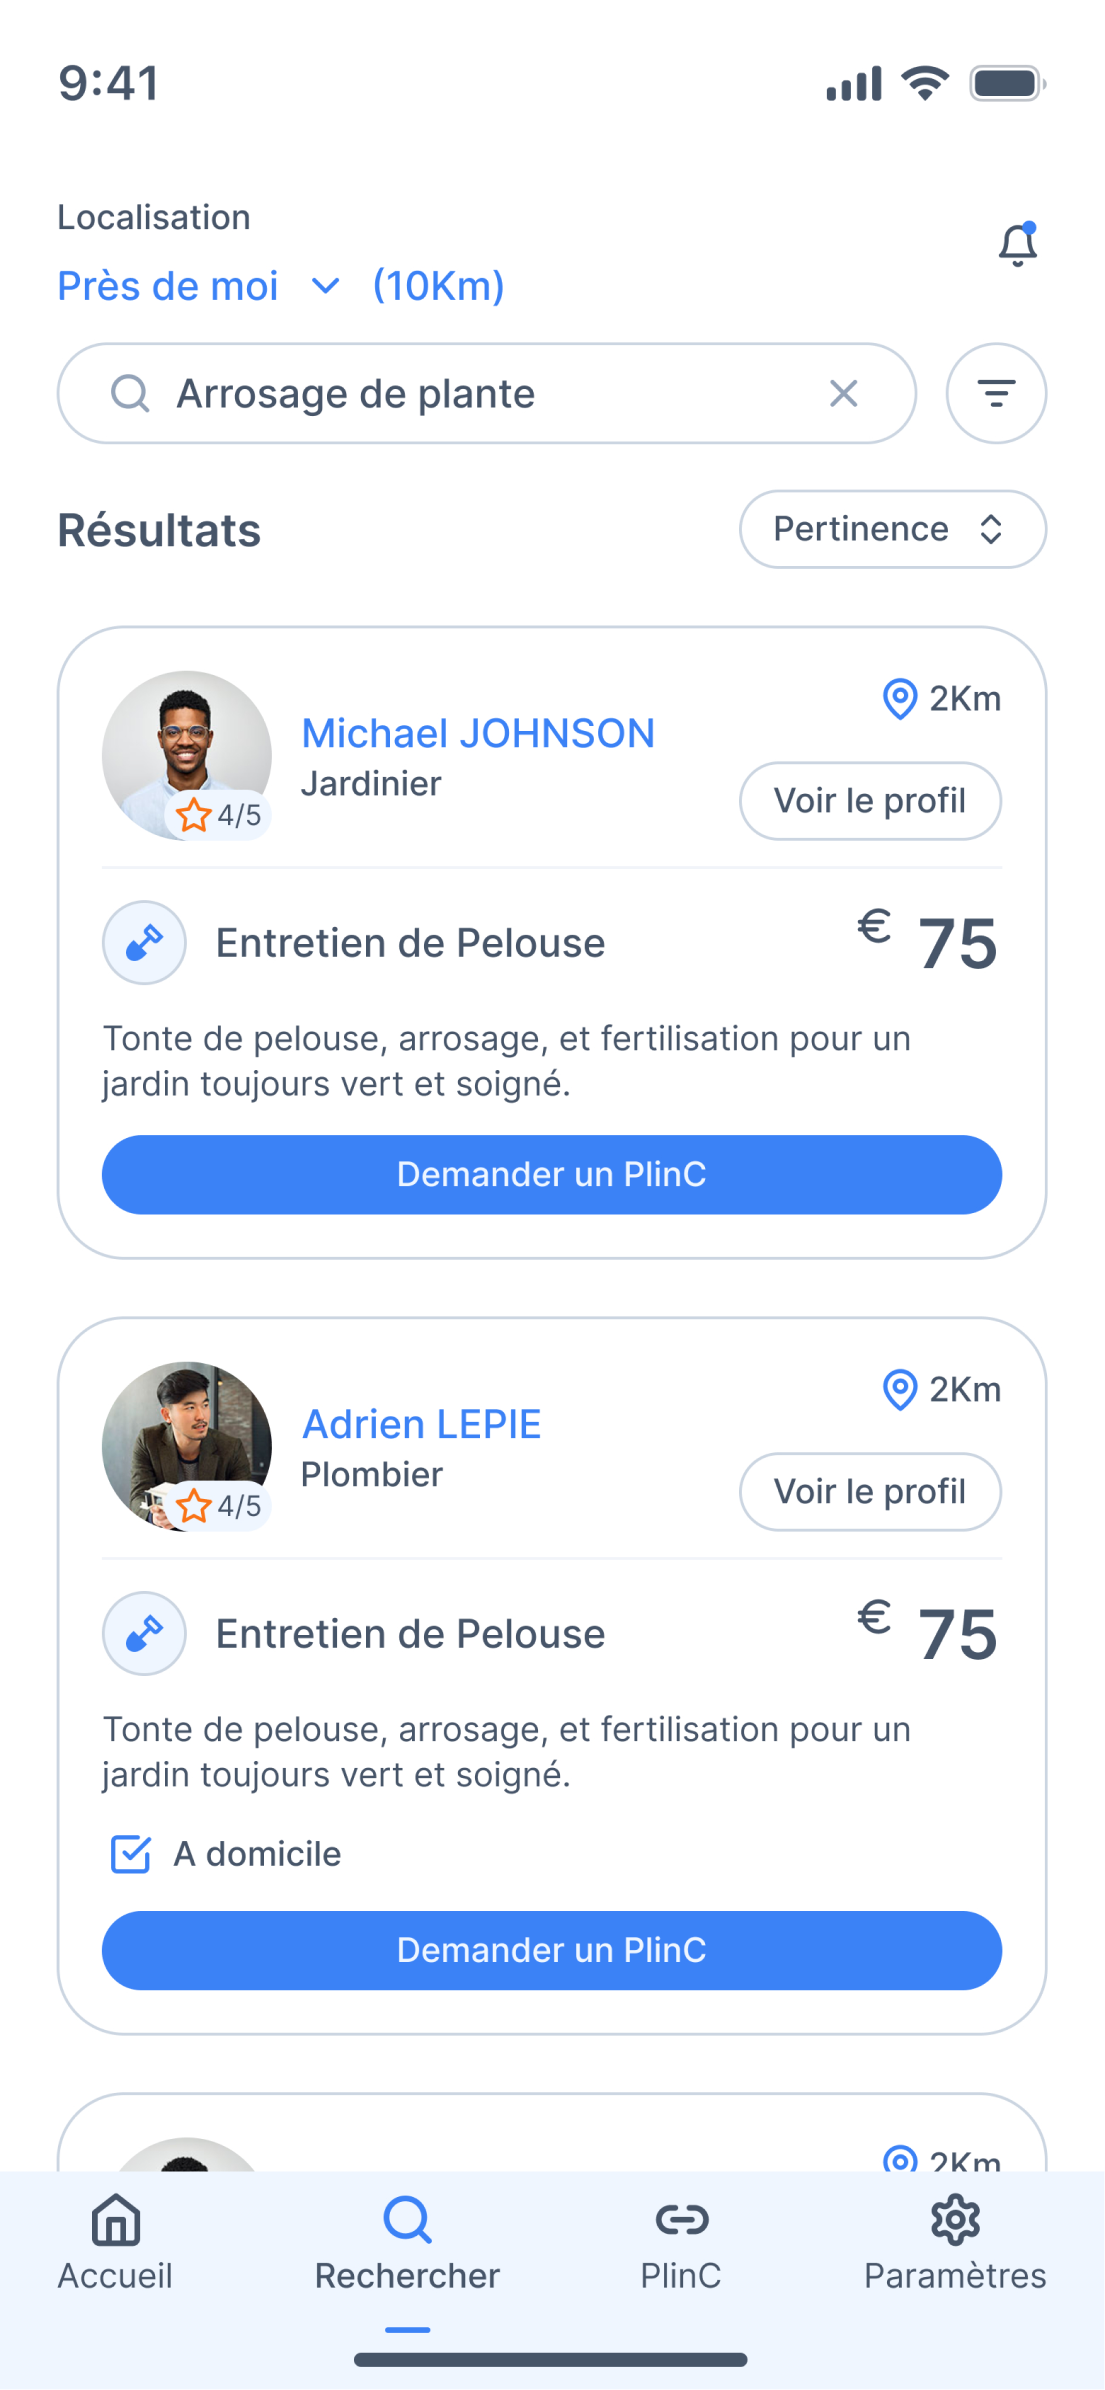 9:41
Localisation
Près de moi (10Km)
Arrosage de plante
Résultats
Pertinence
2Km
Michael JOHNSON
Jardinier
Voir le profil
4/5
Entretien de Pelouse
€ 75
Tonte de pelouse, arrosage, et fertilisation pour un
jardin toujours vert et soigné.
Demander un PlinC
2Km
Adrien LEPIE
Plombier
Voir le profil
4/5
Entretien de Pelouse
€ 75
Tonte de pelouse, arrosage, et fertilisation pour un
jardin toujours vert et soigné.
A domicile
Demander un PlinC
2Km
Accueil
Rechercher
PlinC
Paramètres